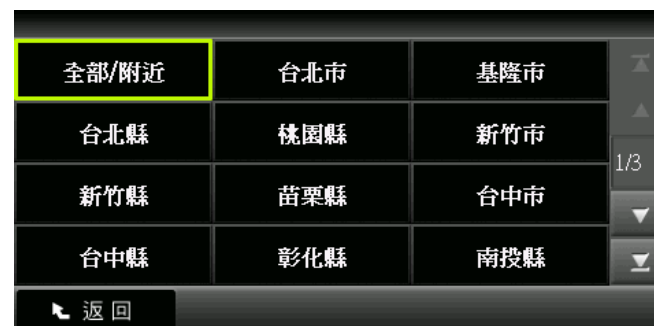 全部/附近 台北市 基隆市
台北縣 桃園縣 新竹市
1/3
新竹縣 苗栗縣 台中市
台中縣 彰化縣 南投縣
返回